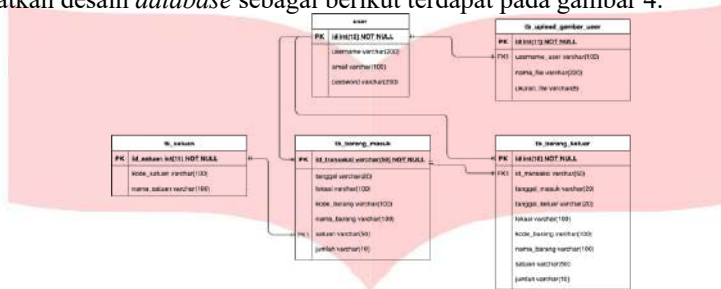 atkan desain database sebagai berikut terdapat pada gambar 4.
user
PK id int(10) NOT NULL
username varchar(200)
email varchar(100)
password varchar(200)
tb_upload_gambar_user
PK id int(11) NOT NULL
FK1 username_user varchar(100)
nama_file varchar(220)
ukuran_file varchar(8)
tb_satuan
PK id_satuan int(11) NOT NULL
kode_satuan varchar(100)
nama_satuan varchar(100)
tb_barang_masuk
PK id_transaksi varchar(50) NOT NULL
tanggal varchar(20)
lokasi varchar(100)
kode_barang varchar(100)
nama_barang varchar(100)
FK1 satuan varchar(50)
jumlah varchar(10)
tb_barang_keluar
PK id int(10) NOT NULL
FK1 id_transaksi varchar(50)
tanggal_masuk varchar(20)
tanggal_keluar varchar(20)
lokasi varchar(100)
kode_barang varchar(100)
nama_barang varchar(100)
satuan varchar(50)
jumlah varchar(10)